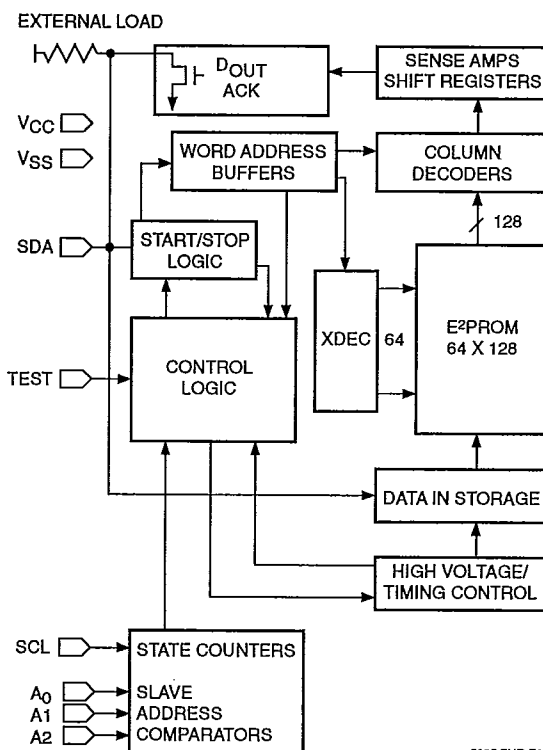 EXTERNAL LOAD
DOUT
ACK
SENSE AMPS
SHIFT REGISTERS
VCC
VSS
WORD ADDRESS
BUFFERS
COLUMN
DECODERS
128
SDA
START/STOP
LOGIC
XDEC
64
E²PROM
64 X 128
TEST
CONTROL
LOGIC
DATA IN STORAGE
HIGH VOLTAGE/
TIMING CONTROL
SCL
STATE COUNTERS
A0
SLAVE
A1
ADDRESS
A2
COMPARATORS